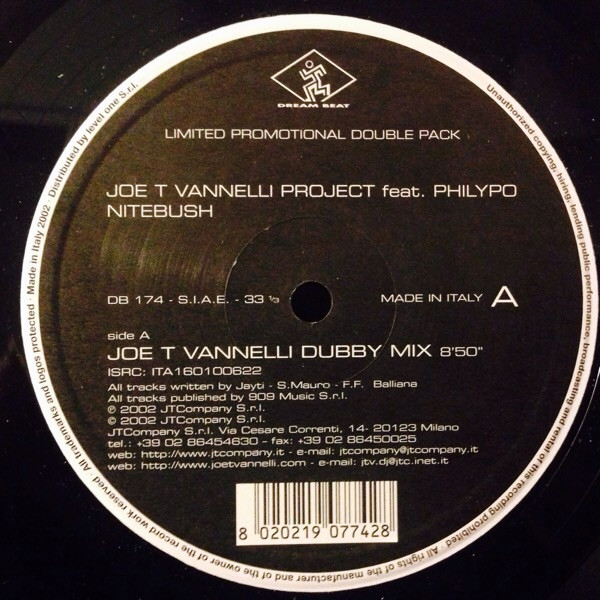 DREAM BEAT
LIMITED PROMOTIONAL DOUBLE PACK
JOE T VANNELLI PROJECT feat. PHILYPO
NITEBUSH
DB 174 - S.I.A.E. - 33 ⅓
MADE IN ITALY A
side A
JOE T VANNELLI DUBBY MIX 8'50"
ISRC: ITA160100622
All tracks written by Jayti - S.Mauro - F.F. Balliana
All tracks published by 909 Music S.r.l.
℗ 2002 JTCompany S.r.l.
© 2002 JTCompany S.r.l.
JTCompany S.r.l. Via Cesare Correnti, 14- 20123 Milano
tel.: +39 02 86454630 - fax: +39 02 86450025
web: http://www.jtcompany.it - e-mail: jtcompany@jtcompany.it
web: http://www.joetvannelli.com - e-mail: jtv.dj@jtc.inet.it
8 020219 077428
Unauthorized copying, hiring, lending public performance, broadcasting and rental of this recording prohibited · All rights of the manufacturer and of the owner of the record work reserved · All trademarks and logos protected · Made in Italy 2002 · Distributed by level one S.r.l.